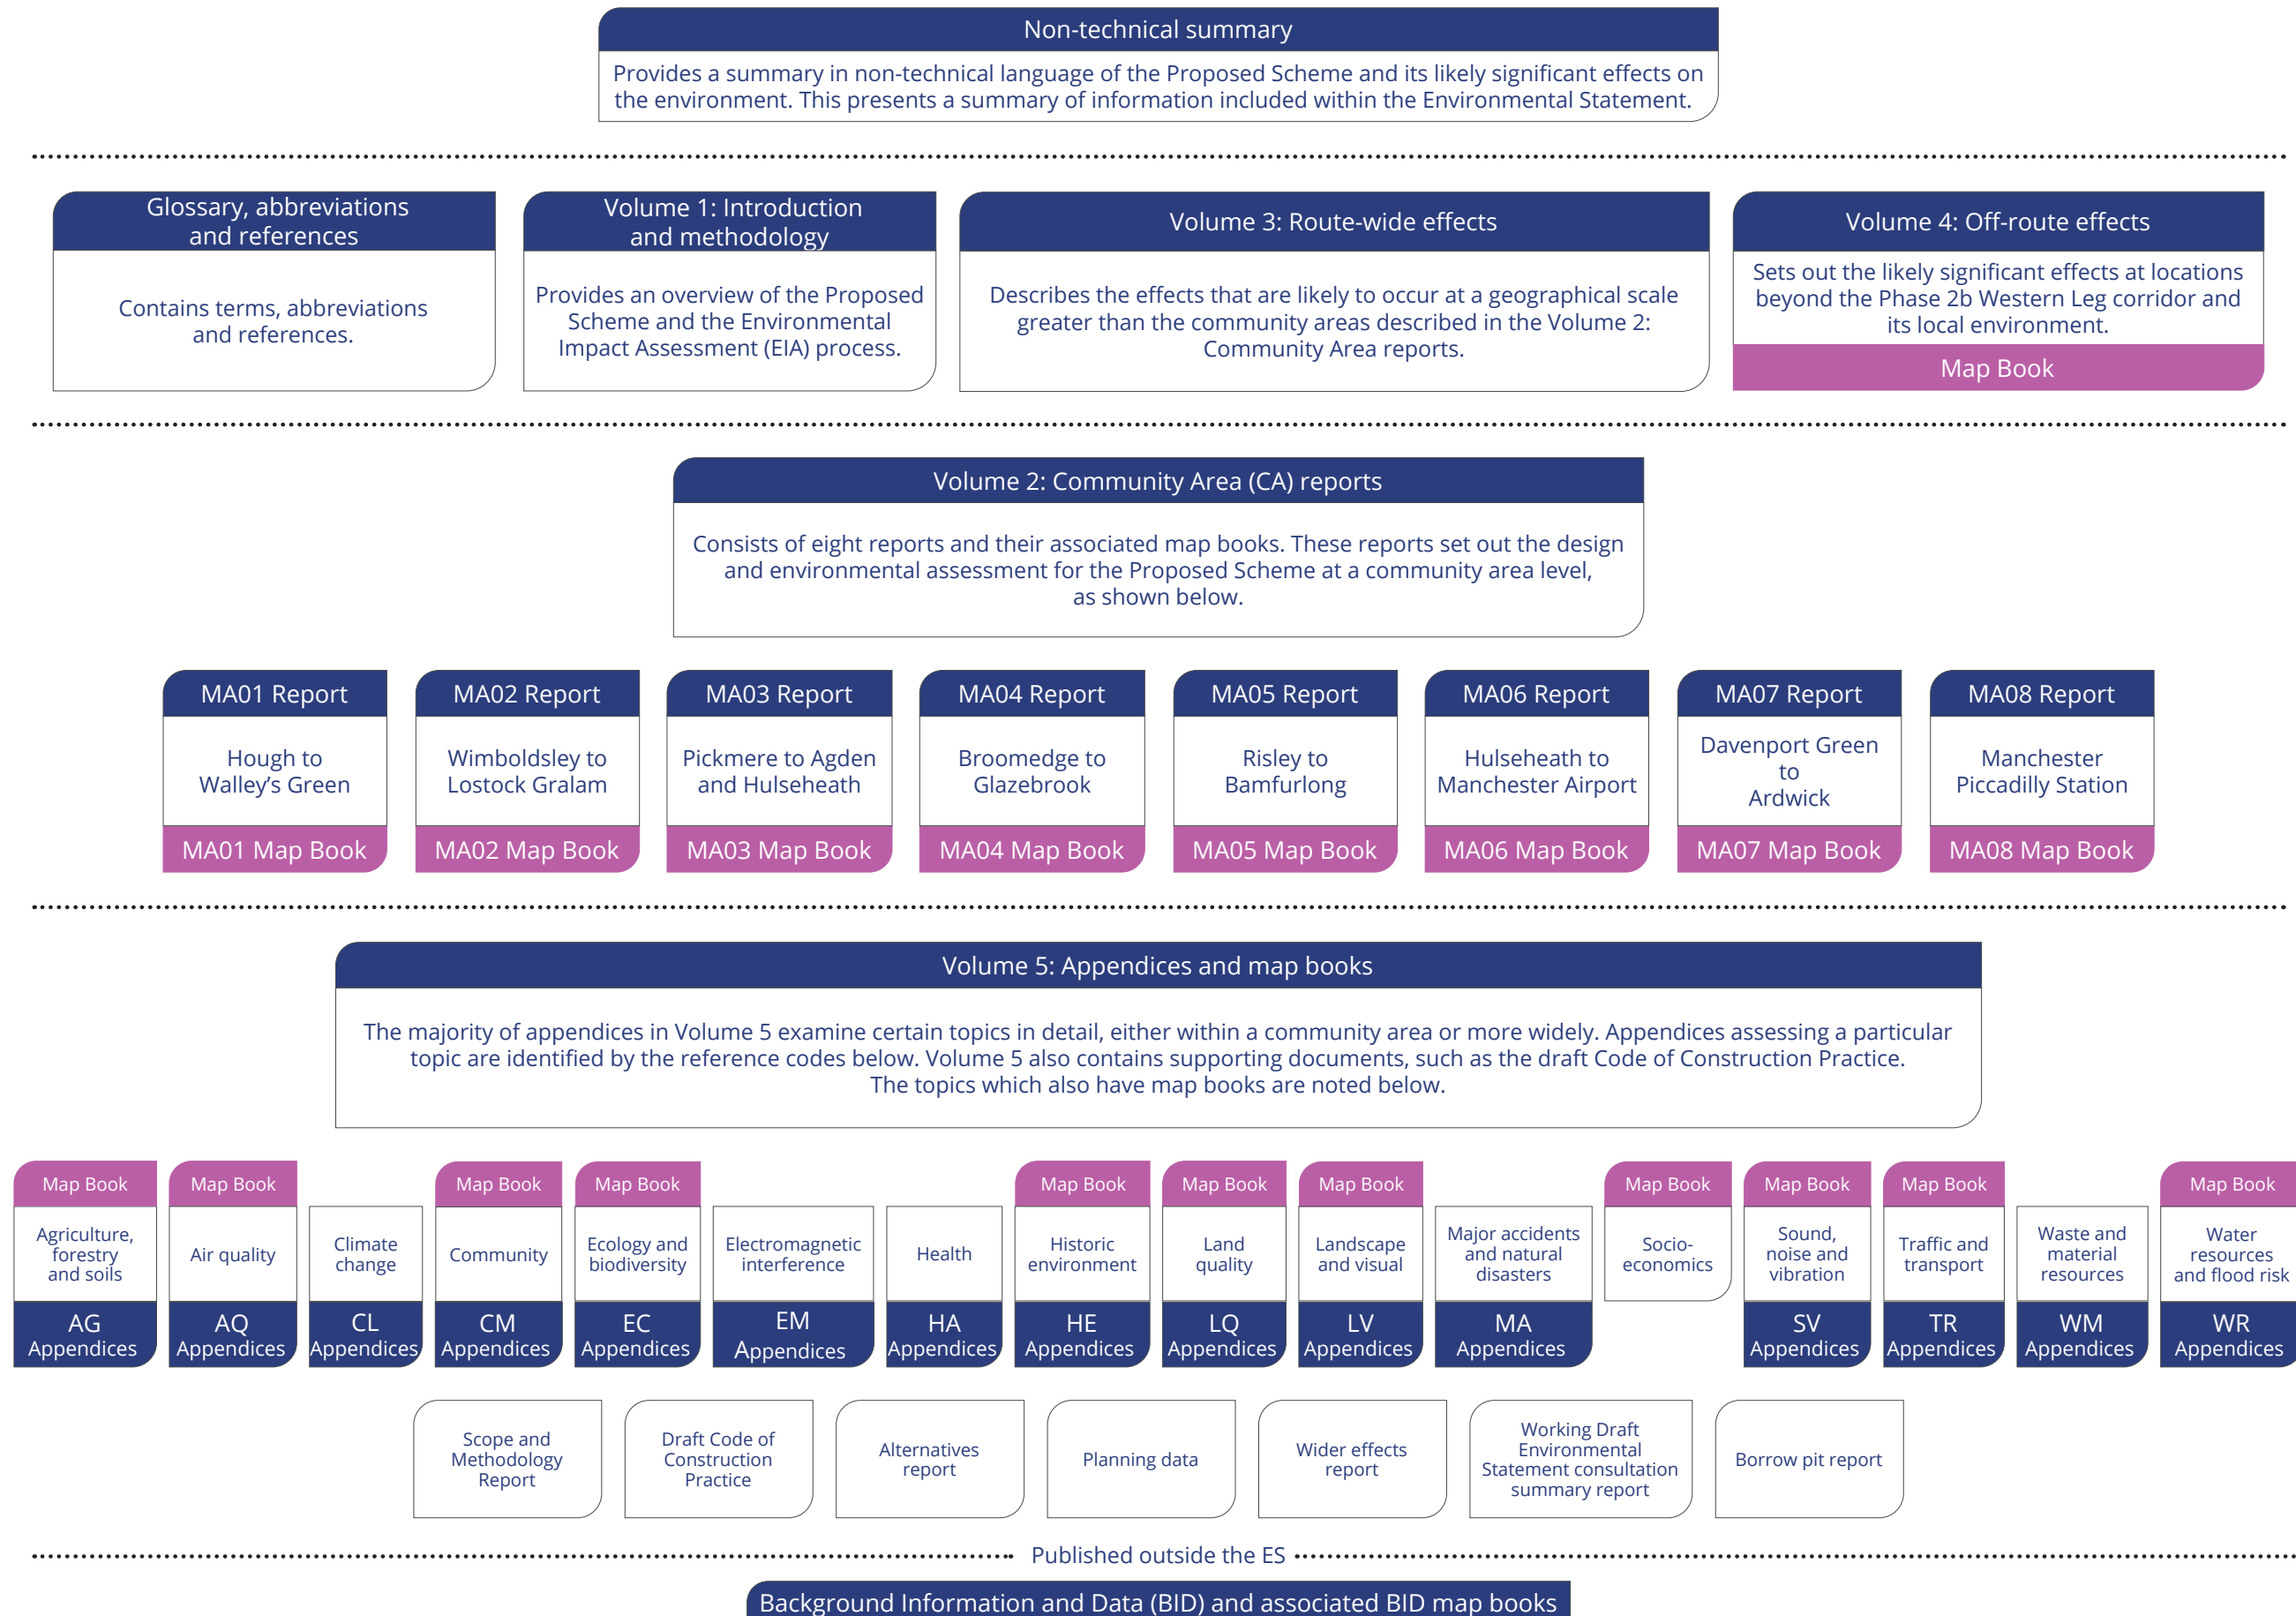 Non-technical summary
Provides a summary in non-technical language of the Proposed Scheme and its likely significant effects on
the environment. This presents a summary of information included within the Environmental Statement.
Glossary, abbreviations
and references
Contains terms, abbreviations
and references.
Volume 1: Introduction
and methodology
Provides an overview of the Proposed
Scheme and the Environmental
Impact Assessment (EIA) process.
Volume 3: Route-wide effects
Describes the effects that are likely to occur at a geographical scale
greater than the community areas described in the Volume 2:
Community Area reports.
Volume 4: Off-route effects
Sets out the likely significant effects at locations
beyond the Phase 2b Western Leg corridor and
its local environment.
Map Book
Volume 2: Community Area (CA) reports
Consists of eight reports and their associated map books. These reports set out the design
and environmental assessment for the Proposed Scheme at a community area level,
as shown below.
MA01 Report
Hough to
Walley’s Green
MA01 Map Book
MA02 Report
Wimboldsley to
Lostock Gralam
MA02 Map Book
MA03 Report
Pickmere to Agden
and Hulseheath
MA03 Map Book
MA04 Report
Broomedge to
Glazebrook
MA04 Map Book
MA05 Report
Risley to
Bamfurlong
MA05 Map Book
MA06 Report
Hulseheath to
Manchester Airport
MA06 Map Book
MA07 Report
Davenport Green
to
Ardwick
MA07 Map Book
MA08 Report
Manchester
Piccadilly Station
MA08 Map Book
Volume 5: Appendices and map books
The majority of appendices in Volume 5 examine certain topics in detail, either within a community area or more widely. Appendices assessing a particular
topic are identified by the reference codes below. Volume 5 also contains supporting documents, such as the draft Code of Construction Practice.
The topics which also have map books are noted below.
Map Book
Agriculture,
forestry
and soils
AG
Appendices
Map Book
Air quality
AQ
Appendices
Climate
change
CL
Appendices
Map Book
Community
CM
Appendices
Map Book
Ecology and
biodiversity
EC
Appendices
Electromagnetic
interference
EM
Appendices
Health
HA
Appendices
Map Book
Historic
environment
HE
Appendices
Map Book
Land
quality
LQ
Appendices
Map Book
Landscape
and visual
LV
Appendices
Major accidents
and natural
disasters
MA
Appendices
Map Book
Socio-
economics
Map Book
Sound,
noise and
vibration
SV
Appendices
Map Book
Traffic and
transport
TR
Appendices
Waste and
material
resources
WM
Appendices
Map Book
Water
resources
and flood risk
WR
Appendices
Scope and
Methodology
Report
Draft Code of
Construction
Practice
Alternatives
report
Planning data
Wider effects
report
Working Draft
Environmental
Statement consultation
summary report
Borrow pit report
Published outside the ES
Background Information and Data (BID) and associated BID map books